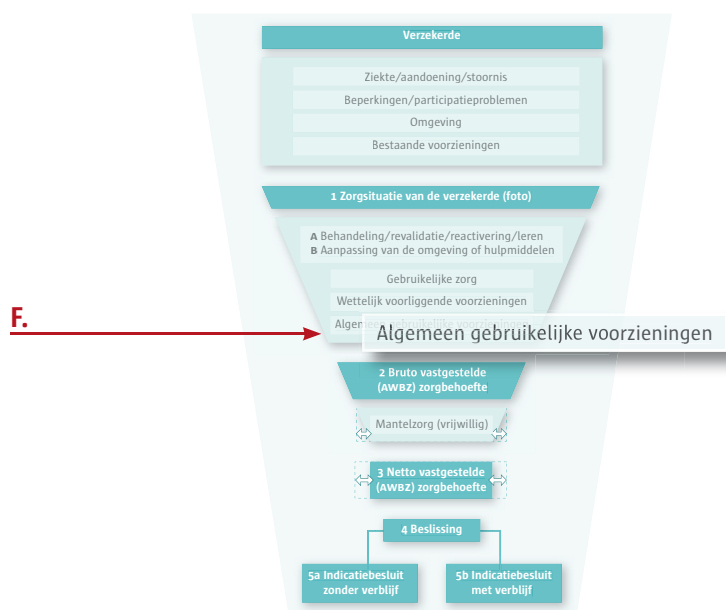 Verzekerde
Ziekte/aandoening/stoornis
Beperkingen/participatieproblemen
Omgeving
Bestaande voorzieningen
1 Zorgsituatie van de verzekerde (foto)
A Behandeling/revalidatie/reactivering/leren
B Aanpassing van de omgeving of hulpmiddelen
Gebruikelijke zorg
Wettelijk voorliggende voorzieningen
F.
Algemeen gebruikelijke voorzieningen
2 Bruto vastgestelde
(AWBZ) zorgbehoefte
Mantelzorg (vrijwillig)
3 Netto vastgestelde
(AWBZ) zorgbehoefte
4 Beslissing
5a Indicatiebesluit
zonder verblijf
5b Indicatiebesluit
met verblijf